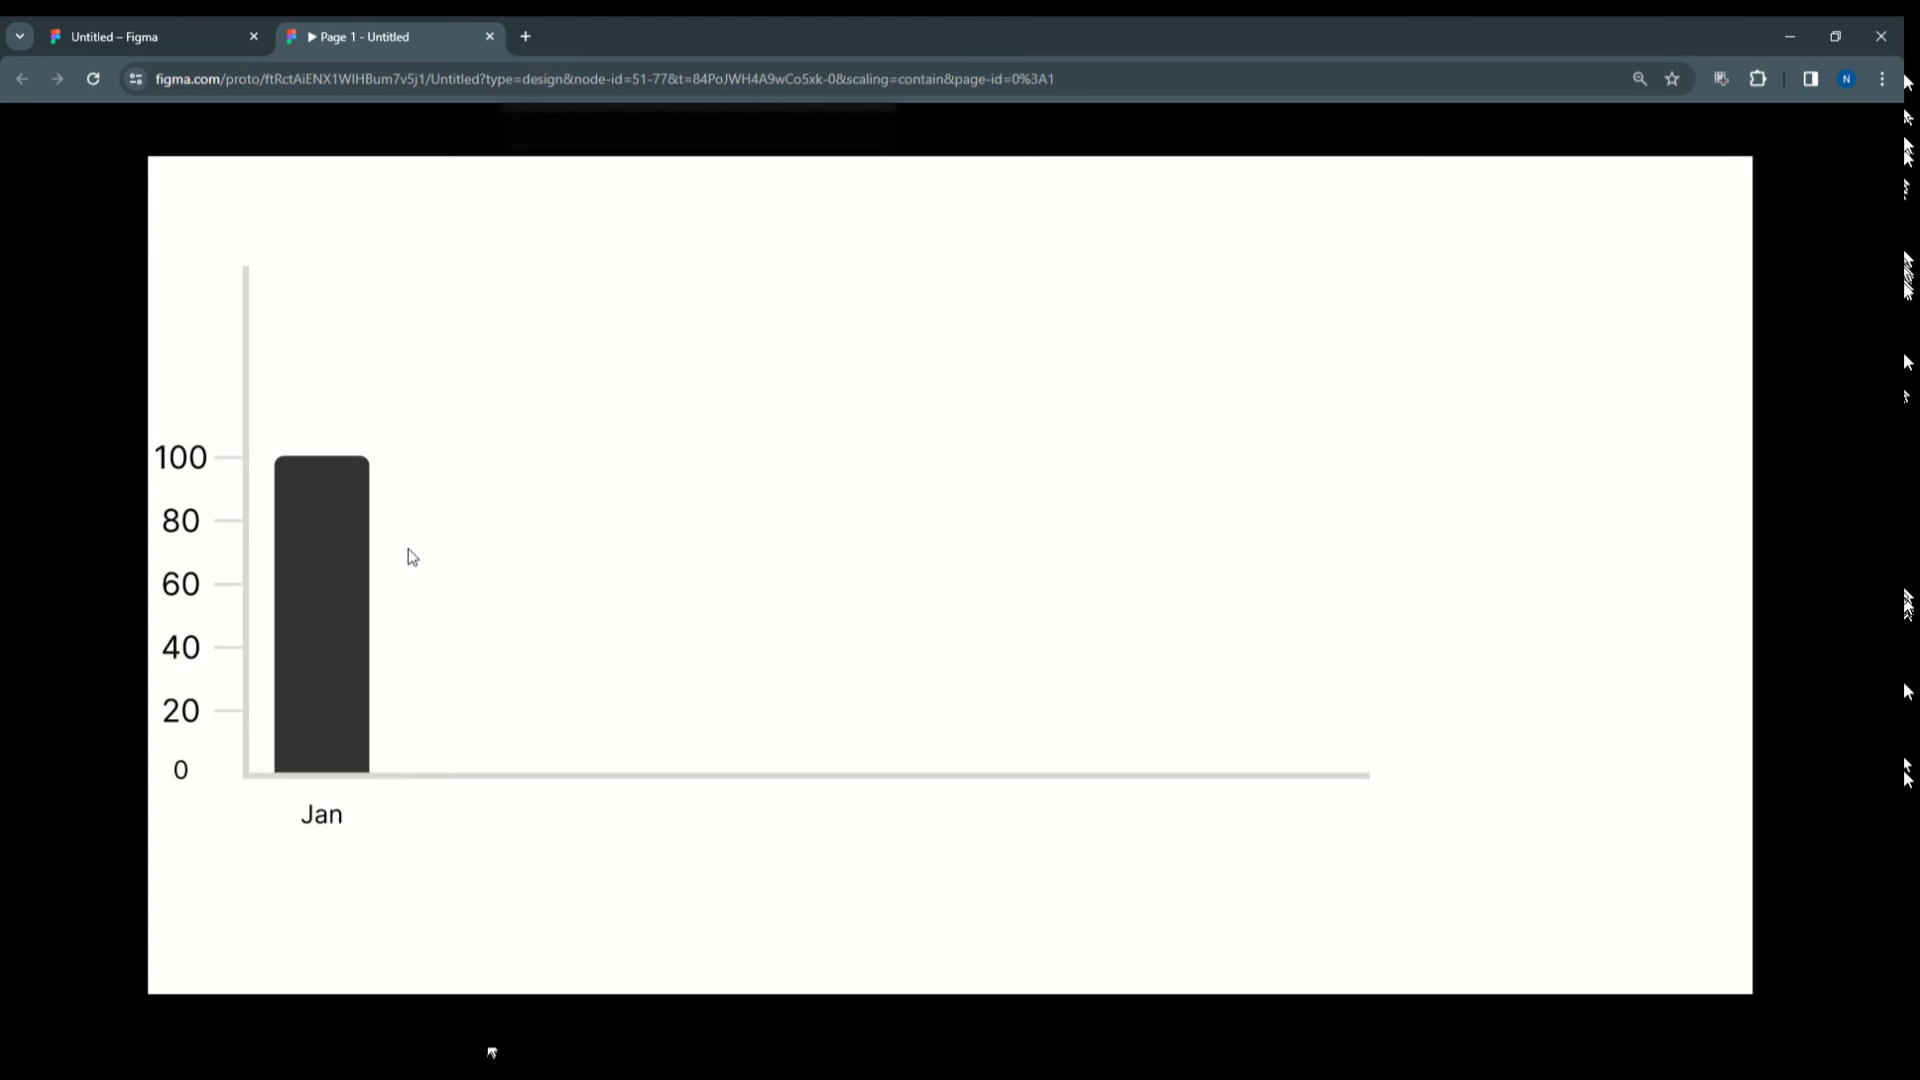 Untitled – Figma
Page 1 - Untitled
figma.com/proto/ftRctAiENX1WlHBum7v5j1/Untitled?type=design&node-id=51-77&t=84PoJWH4A9wCo5xk-0&scaling=contain&page-id=0%3A1
N
100
80
60
40
20
0
Jan